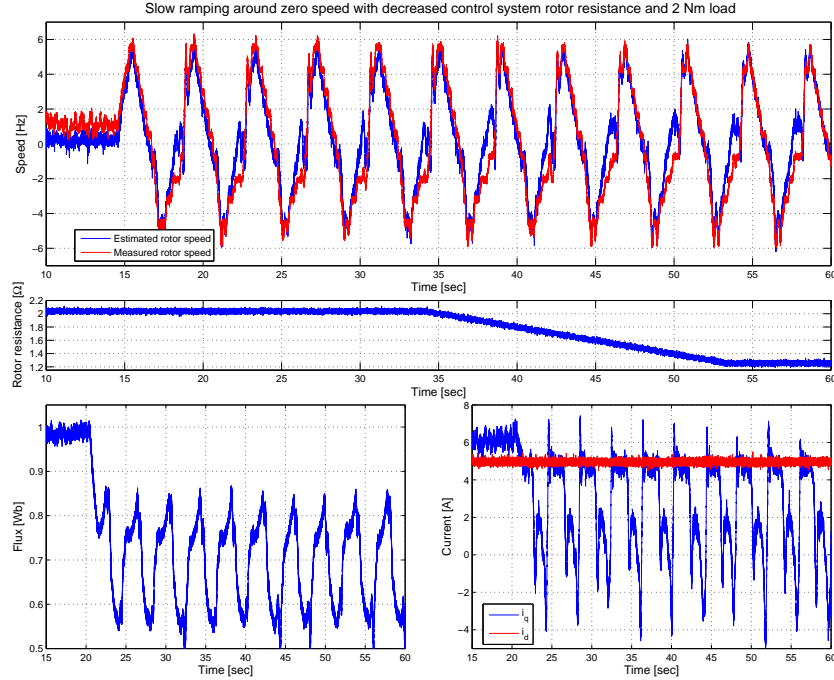 Slow ramping around zero speed with decreased control system rotor resistance and 2 Nm load
Speed [Hz]
6
4
2
0
−2
−4
−6
Estimated rotor speed
Measured rotor speed
10 15 20 25 30 35 40 45 50 55 60
Time [sec]
Rotor resistance [Ω]
2.2
2
1.8
1.6
1.4
1.2
10 15 20 25 30 35 40 45 50 55 60
Time [sec]
Flux [Wb]
1
0.9
0.8
0.7
0.6
0.5
15 20 25 30 35 40 45 50 55 60
Time [sec]
Current [A]
8
6
4
2
0
−2
−4
i_q
i_d
15 20 25 30 35 40 45 50 55 60
Time [sec]